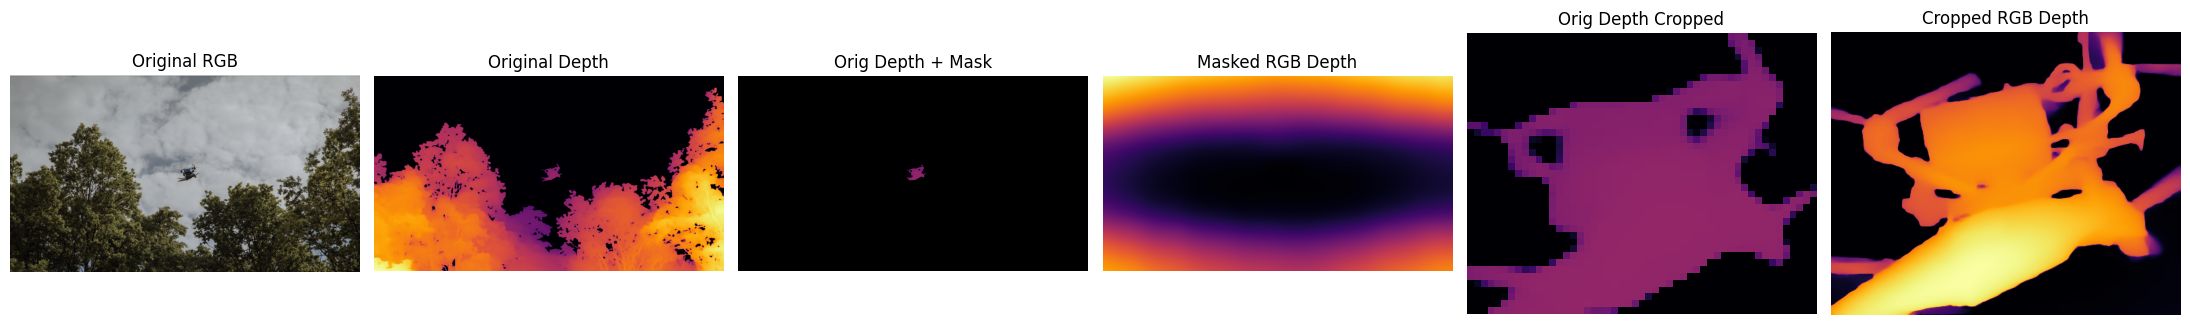 Original RGB
Original Depth
Orig Depth + Mask
Masked RGB Depth
Orig Depth Cropped
Cropped RGB Depth